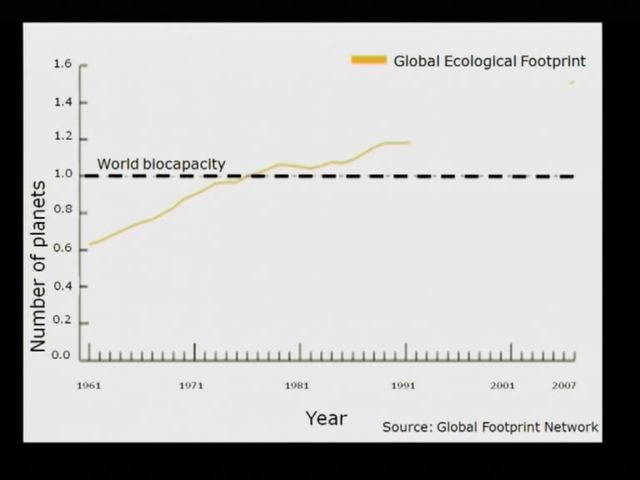 Global Ecological Footprint
1.6
1.4
1.2
World biocapacity
1.0
0.8
0.6
0.4
0.2
0.0
Number of planets
1961 1971 1981 1991 2001 2007
Year
Source: Global Footprint Network